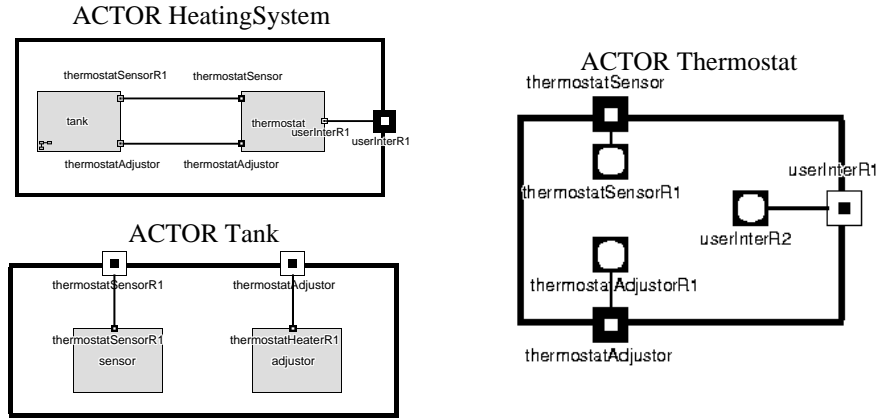 ACTOR HeatingSystem
thermostatSensorR1
thermostatSensor
tank
thermostat
userInterR1
userInterR1
thermostatAdjustor
thermostatAdjustor
ACTOR Tank
thermostatSensorR1
thermostatAdjustor
thermostatSensorR1
thermostatHeaterR1
sensor
adjustor
ACTOR Thermostat
thermostatSensor
thermostatSensorR1
userInterR1
userInterR2
thermostatAdjustorR1
thermostatAdjustor